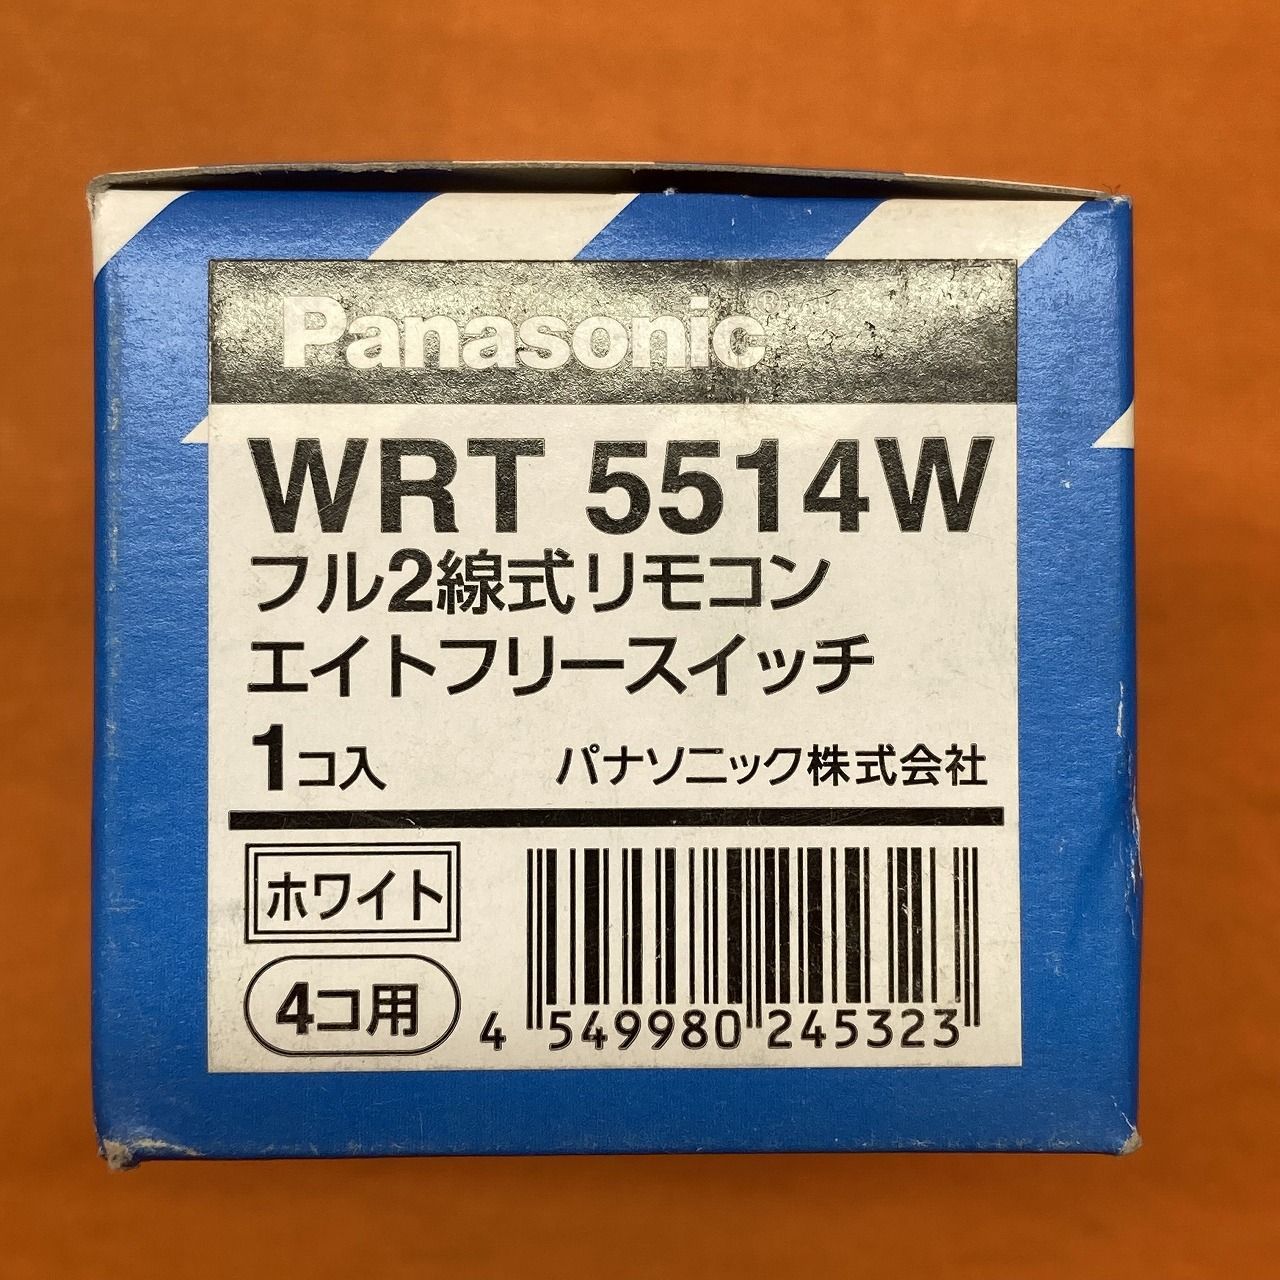 Panasonic®
WRT 5514W
フル2線式リモコン
エイトフリースイッチ
1コ入 パナソニック株式会社
ホワイト
4コ用
4 549980 245323